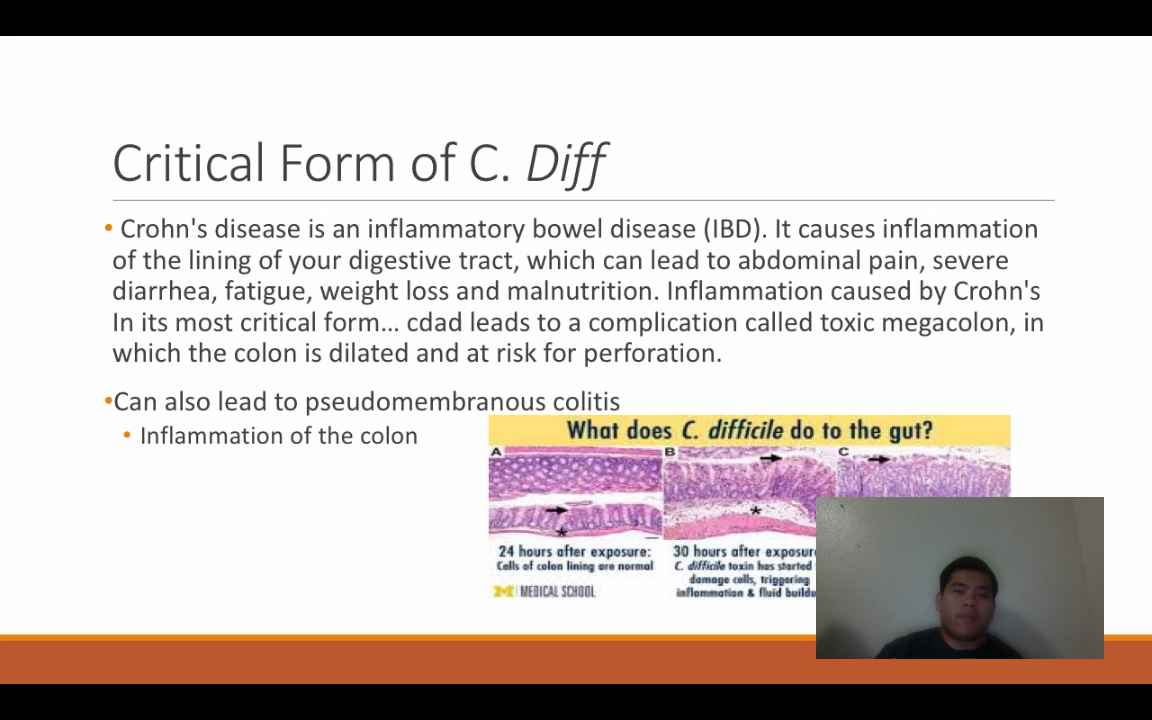 Critical Form of C. Diff
• Crohn's disease is an inflammatory bowel disease (IBD). It causes inflammation
of the lining of your digestive tract, which can lead to abdominal pain, severe
diarrhea, fatigue, weight loss and malnutrition. Inflammation caused by Crohn's
In its most critical form... cdad leads to a complication called toxic megacolon, in
which the colon is dilated and at risk for perforation.
•Can also lead to pseudomembranous colitis
• Inflammation of the colon
What does C. difficile do to the gut?
A
B
C
*
*
24 hours after exposure:
Cells of colon lining are normal
30 hours after
C. difficile toxin has started
damage cells, triggering
inflammation & fluid
M | MEDICAL SCHOOL